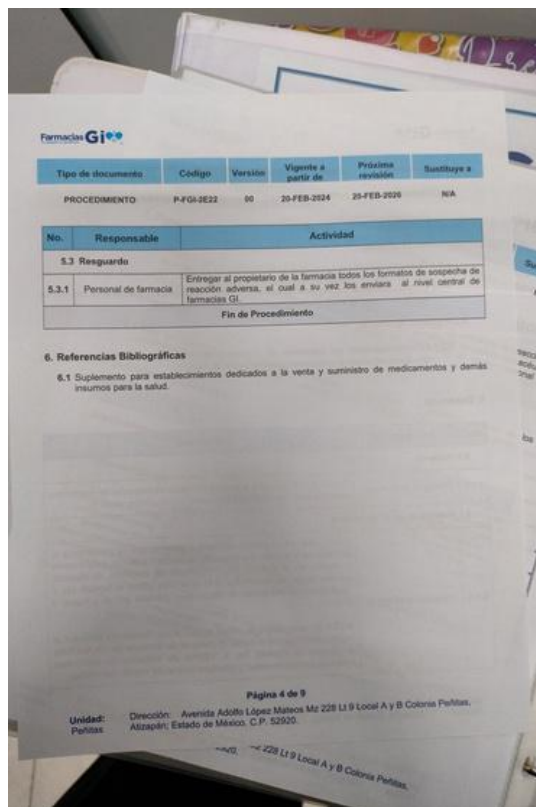 Farmacias Gi
Tipo de documento Código Versión Vigente a partir de Próxima revisión Sustituye a
PROCEDIMIENTO P-FGI-2E22 00 20-FEB-2024 20-FEB-2026 N/A
No. Responsable Actividad
5.3 Resguardo
5.3.1 Personal de farmacia Entregar al propietario de la farmacia todos los formatos de sospecha de
reacción adversa, el cual a su vez los enviara al nivel central de
farmacias GI.
Fin de Procedimiento
6. Referencias Bibliográficas
6.1 Suplemento para establecimientos dedicados a la venta y suministro de medicamentos y demás
insumos para la salud.
Página 4 de 9
Unidad: Peñitas
Dirección: Avenida Adolfo López Mateos Mz 228 Lt 9 Local A y B Colonia Peñitas,
Atizapán; Estado de México. C.P. 52920.
Mz 228 Lt 9 Local A y B Colonia Peñitas,